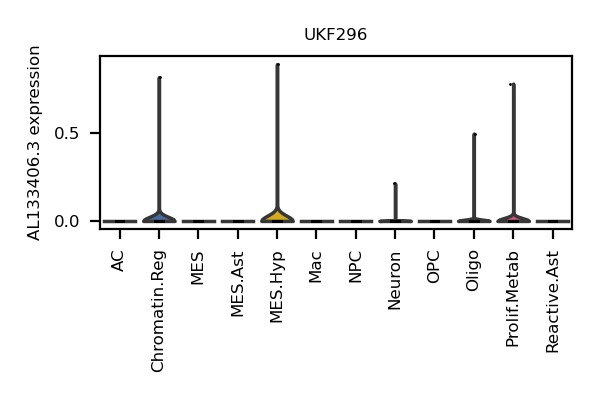 UKF296
AL133406.3 expression
0.5
0.0
AC
Chromatin.Reg
MES
MES.Ast
MES.Hyp
Mac
NPC
Neuron
OPC
Oligo
Prolif.Metab
Reactive.Ast